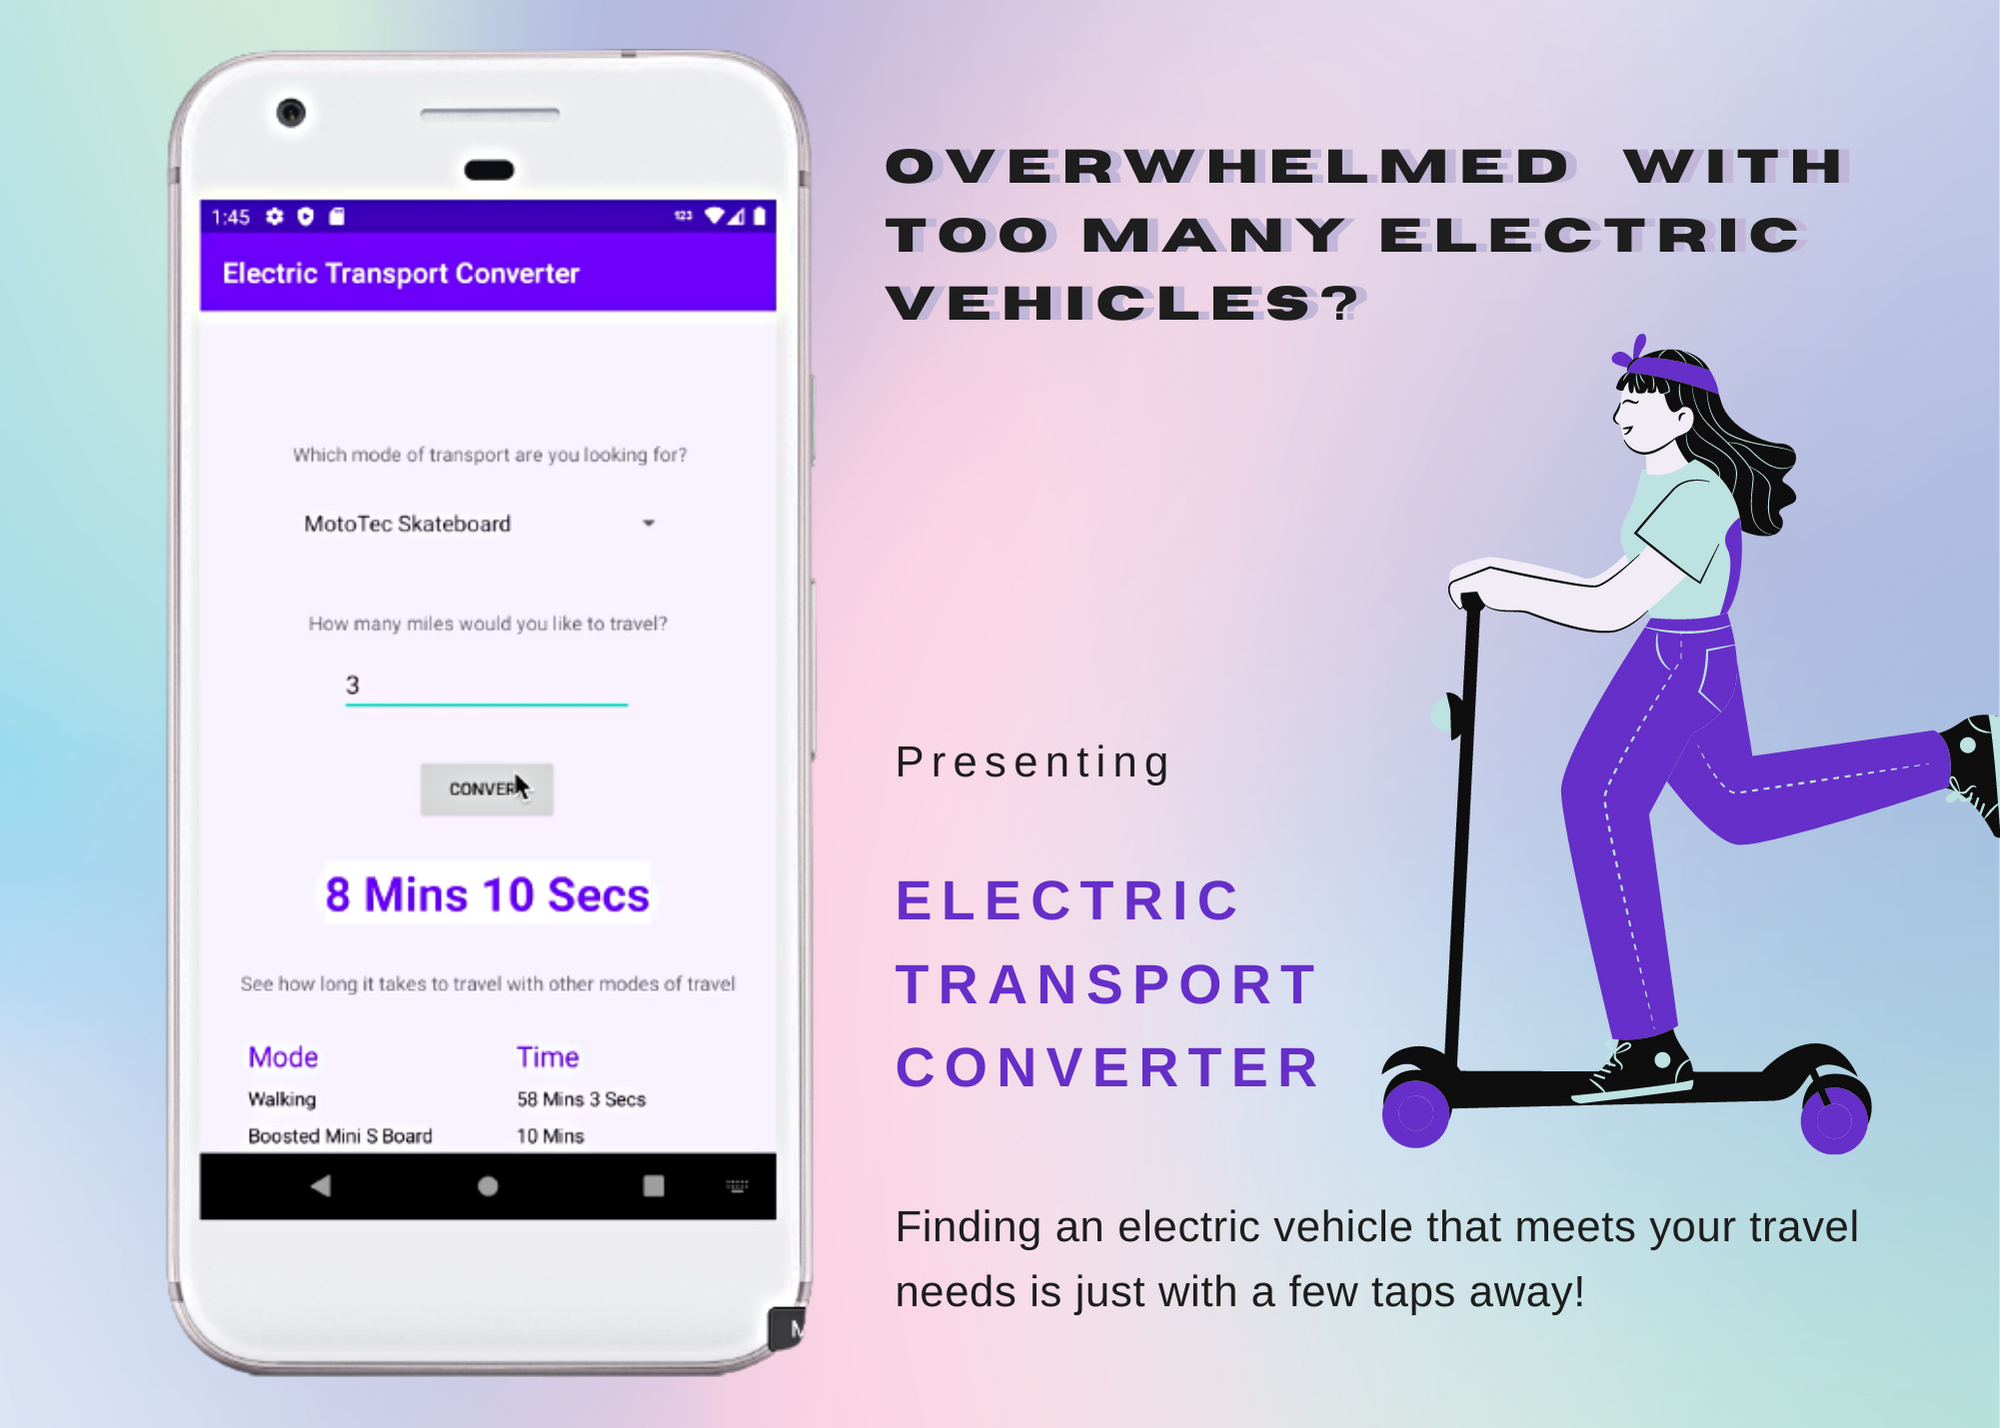 1:45
123
Electric Transport Converter
Which mode of transport are you looking for?
MotoTec Skateboard
How many miles would you like to travel?
3
8 Mins 10 Secs
See how long it takes to travel with other modes of travel
Mode Time
Walking 58 Mins 3 Secs
Boosted Mini S Board 10 Mins
OVERWHELMED WITH
TOO MANY ELECTRIC
VEHICLES?
Presenting
ELECTRIC
TRANSPORT
CONVERTER
Finding an electric vehicle that meets your travel
needs is just with a few taps away!